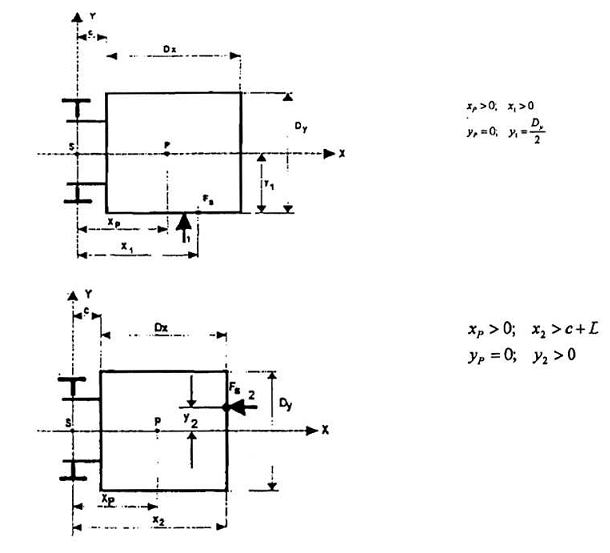 Y
c
Dx
xₚ>0; x₁>0
Dy
yₚ=0; y₁=Dy/2
S
P
X
y₁
Fs
xₚ
1
x₁
Y
c
Dx
xₚ>0; x₂>c+D
yₚ=0; y₂>0
Fs
2
Dy
y₂
S
P
X
xₚ
x₂